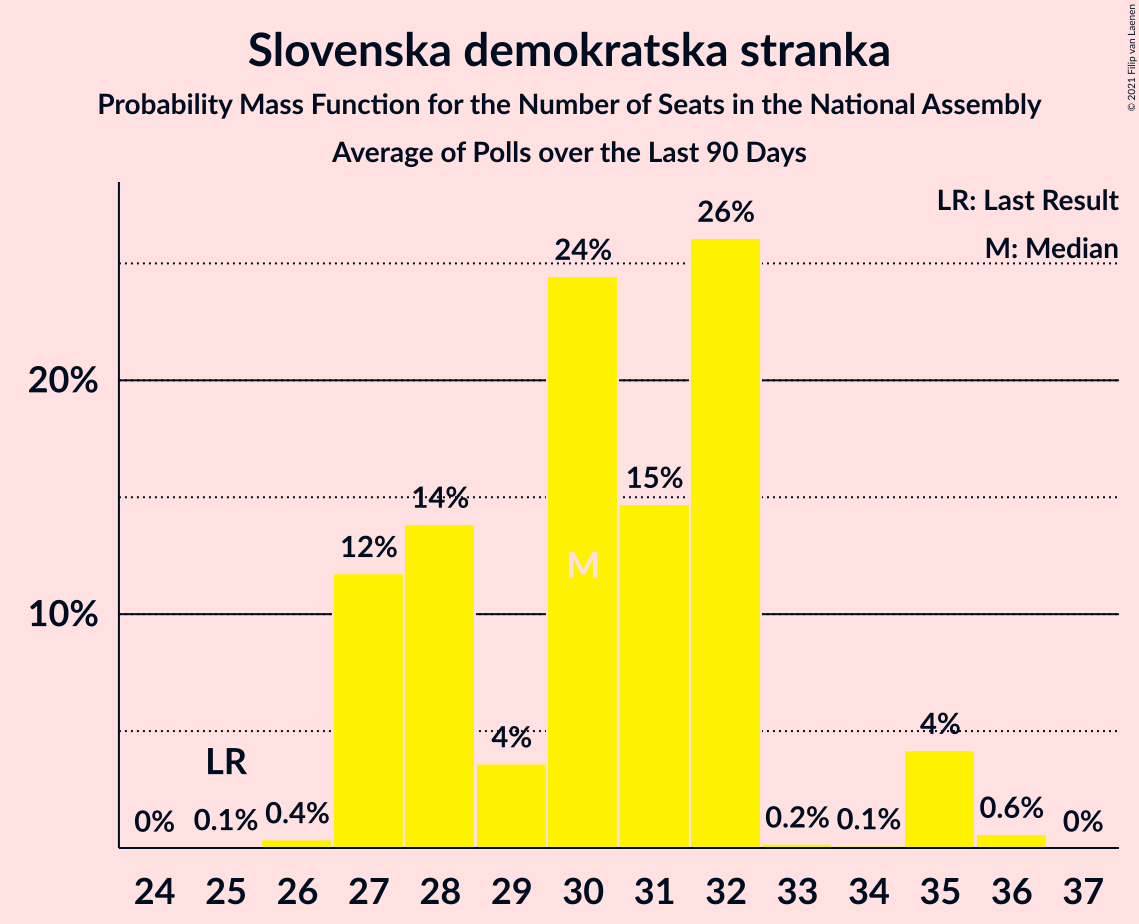 Slovenska demokratska stranka
Probability Mass Function for the Number of Seats in the National Assembly
Average of Polls over the Last 90 Days
© 2021 Filip van Laenen
LR: Last Result
M: Median
20%
10%
0%
0.1%
0.4%
12%
14%
4%
24%
15%
26%
0.2%
0.1%
4%
0.6%
0%
LR
M
24 25 26 27 28 29 30 31 32 33 34 35 36 37